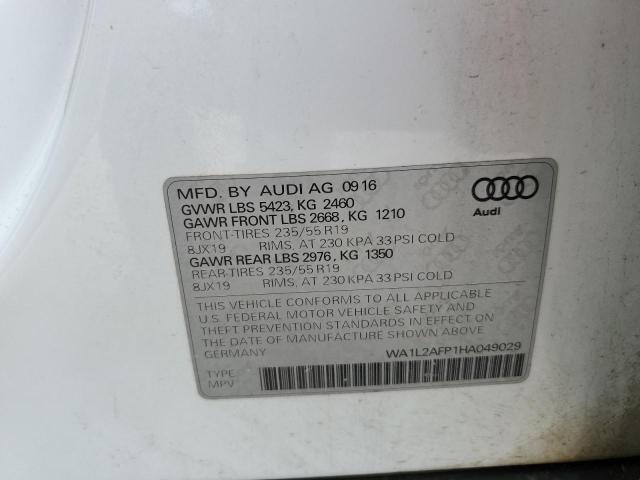 MFD. BY AUDI AG 09 16
GVWR LBS 5423, KG 2460
GAWR FRONT LBS 2668, KG 1210
FRONT-TIRES 235/55 R19
8JX19 RIMS, AT 230 KPA 33 PSI COLD
GAWR REAR LBS 2976, KG 1350
REAR-TIRES 235/55 R19
8JX19 RIMS, AT 230 KPA 33 PSI COLD
Audi
THIS VEHICLE CONFORMS TO ALL APPLICABLE
U.S. FEDERAL MOTOR VEHICLE SAFETY AND
THEFT PREVENTION STANDARDS IN EFFECT ON
THE DATE OF MANUFACTURE SHOWN ABOVE.
WA1L2AFP1HA049029
TYPE
MPV